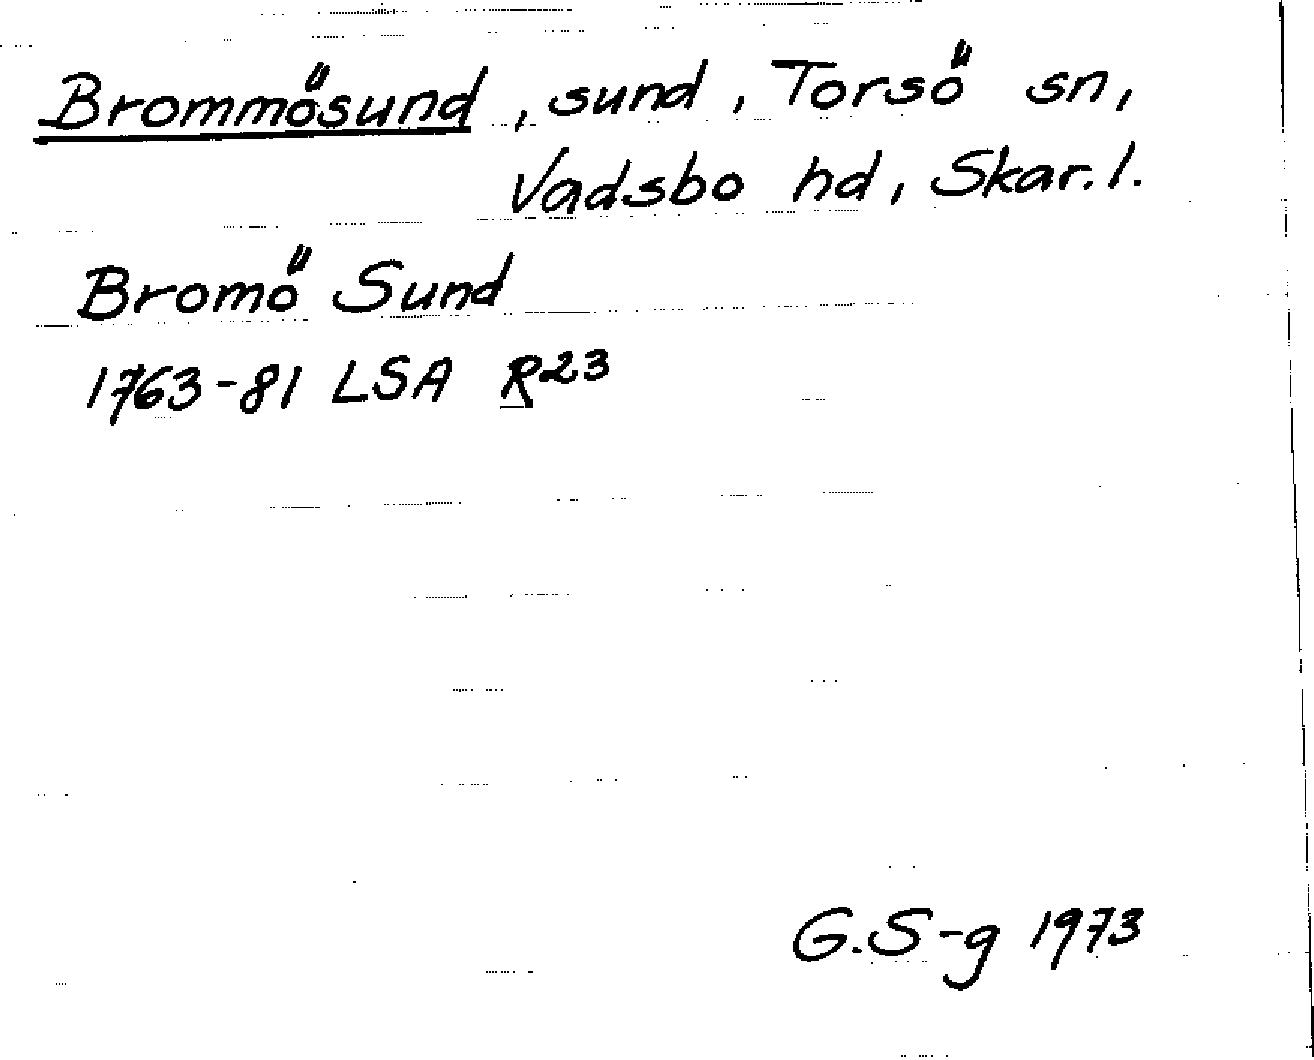 Brommösund, sund, Torsö sn,
Vadsbo hd, Skar.l.
Bromö Sund
1763-81 LSA R23
G.S-g 1973